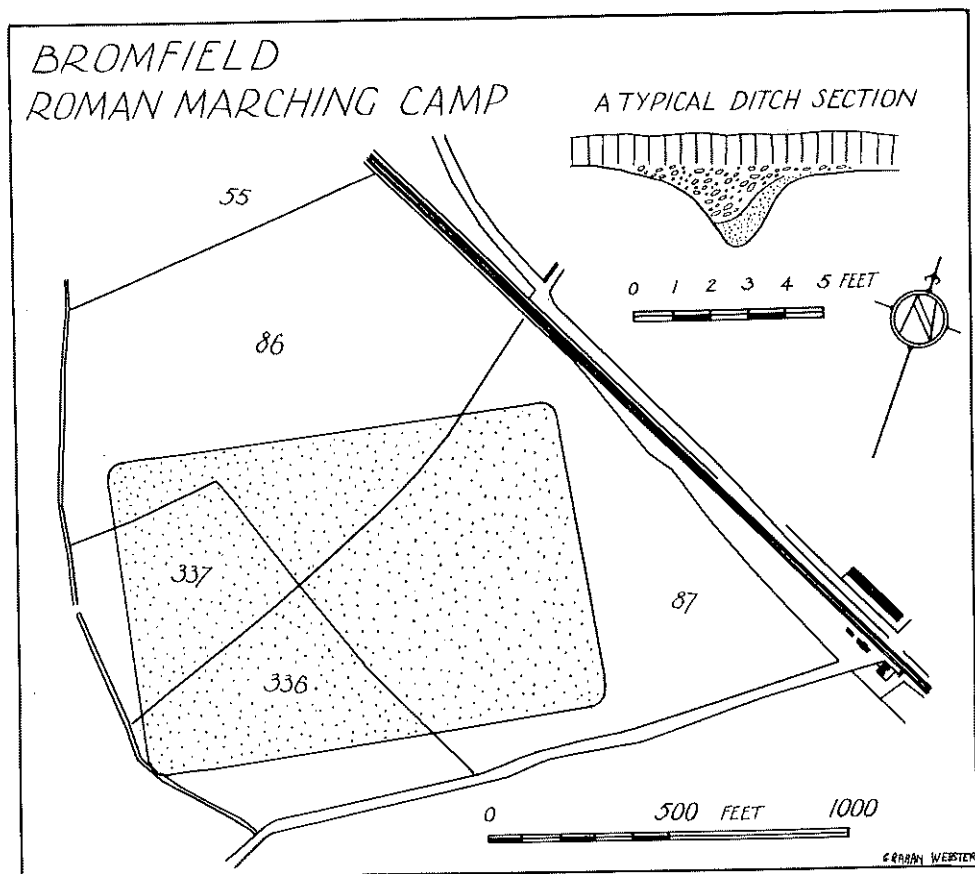 BROMFIELD
ROMAN MARCHING CAMP
A TYPICAL DITCH SECTION
55
0 1 2 3 4 5 FEET
N
86
337
87
336
0 500 FEET 1000
GRAHAM WEBSTER